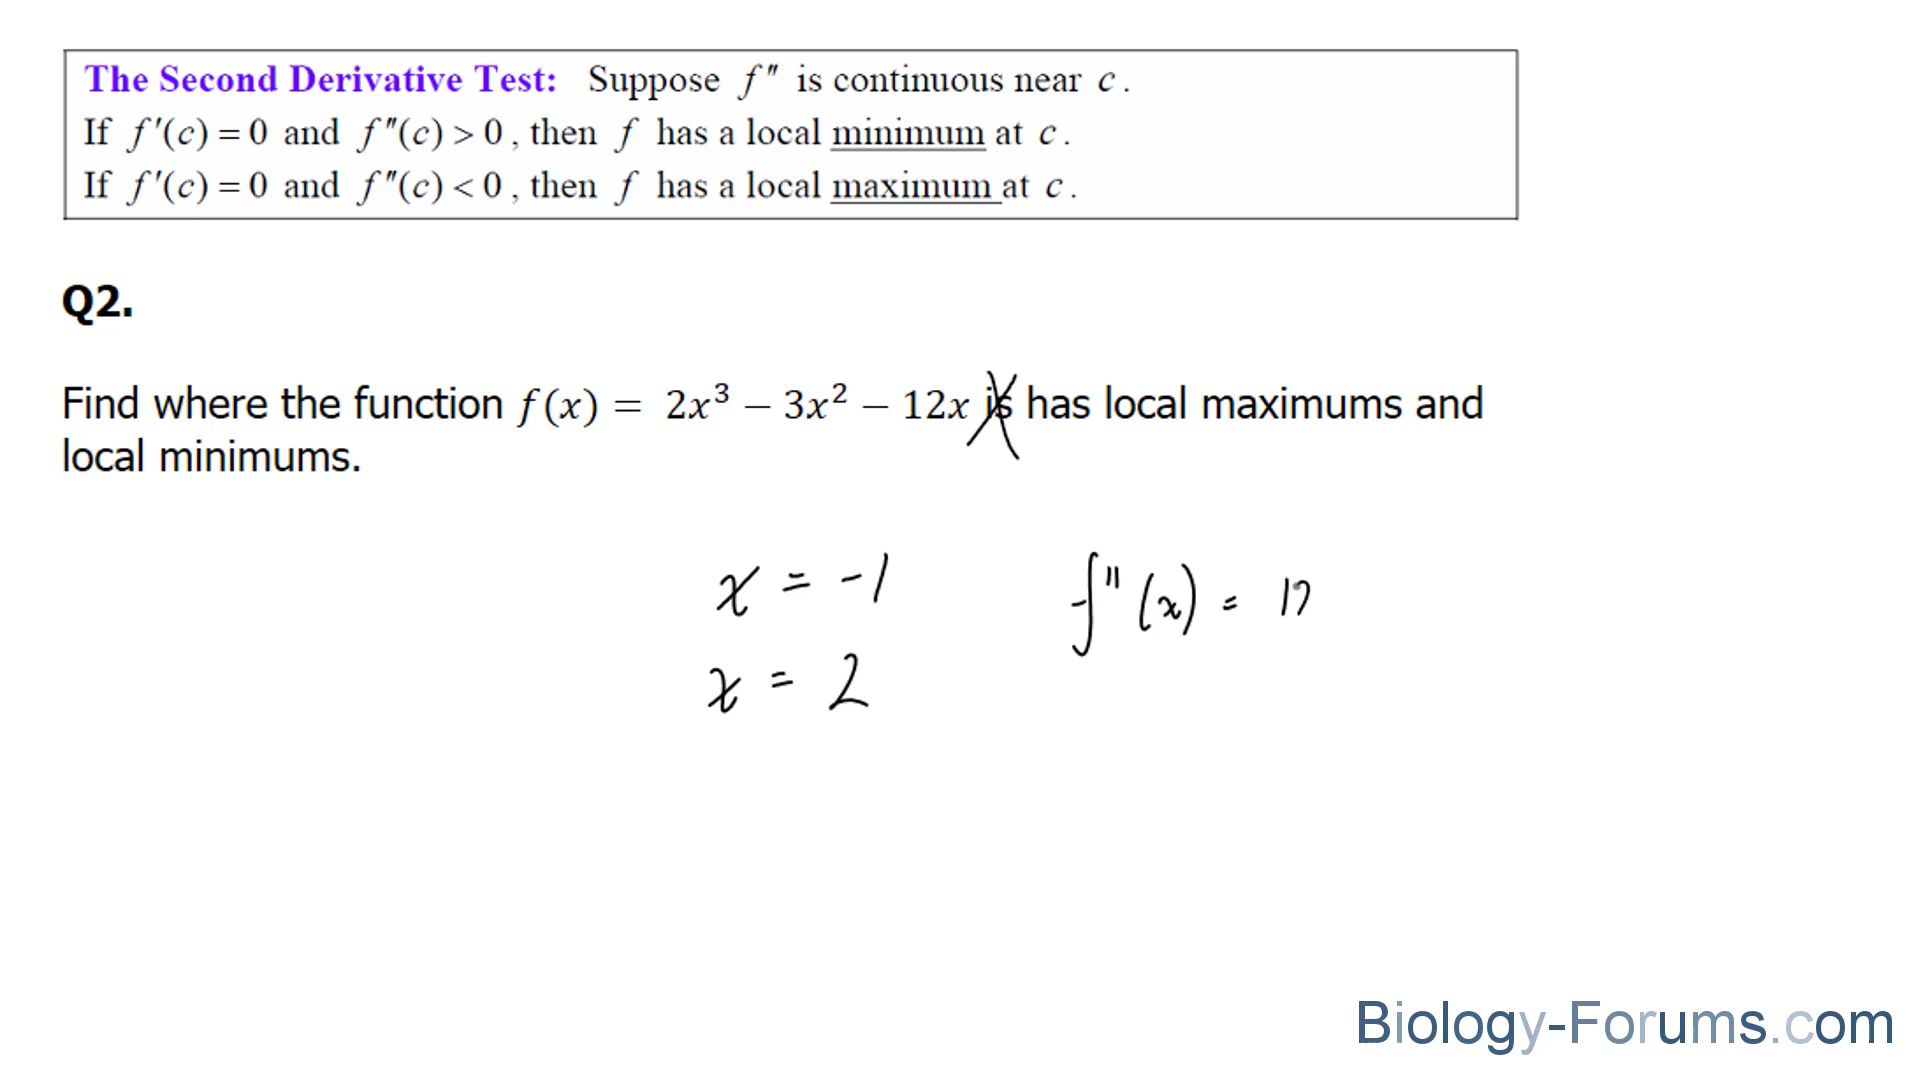 The Second Derivative Test: Suppose f″ is continuous near c.
If f′(c) = 0 and f″(c) > 0, then f has a local minimum at c.
If f′(c) = 0 and f″(c) < 0, then f has a local maximum at c.
Q2.
Find where the function f(x) = 2x³ − 3x² − 12x is has local maximums and
local minimums.
x = -1
f″(x) = 12
x = 2
Biology-Forums.com